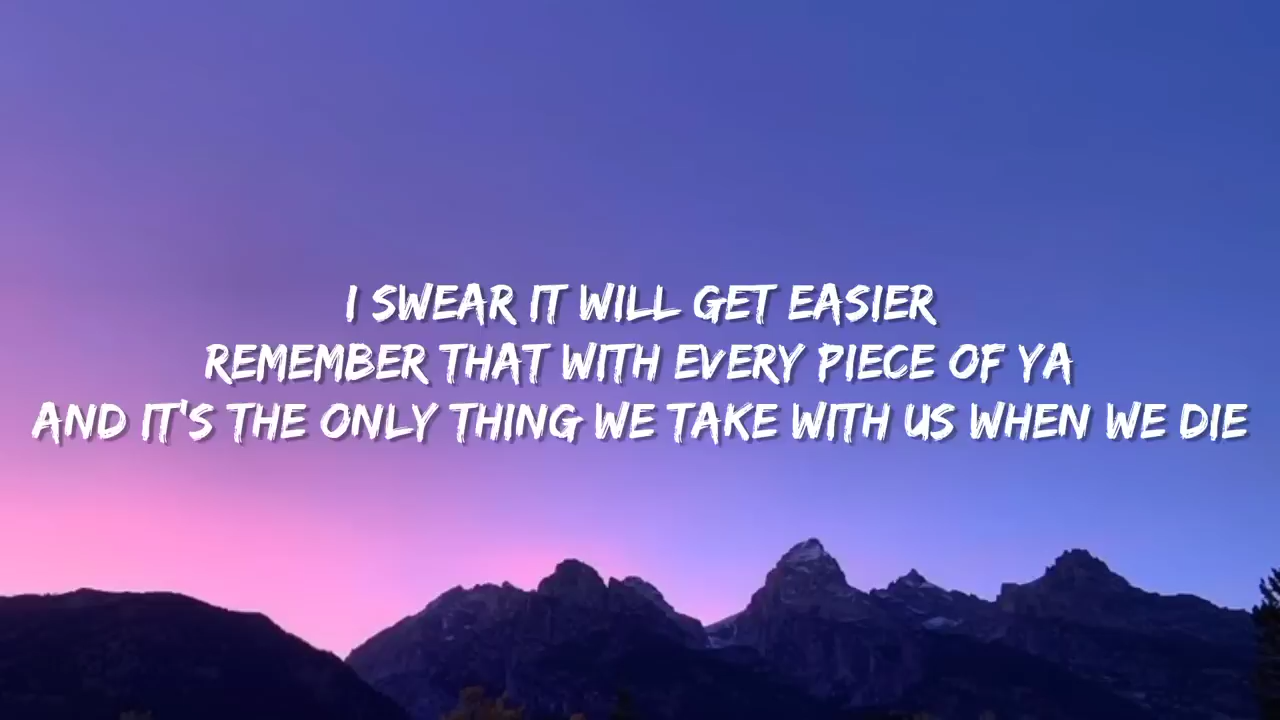 I SWEAR IT WILL GET EASIER
REMEMBER THAT WITH EVERY PIECE OF YA
AND IT'S THE ONLY THING WE TAKE WITH US WHEN WE DIE